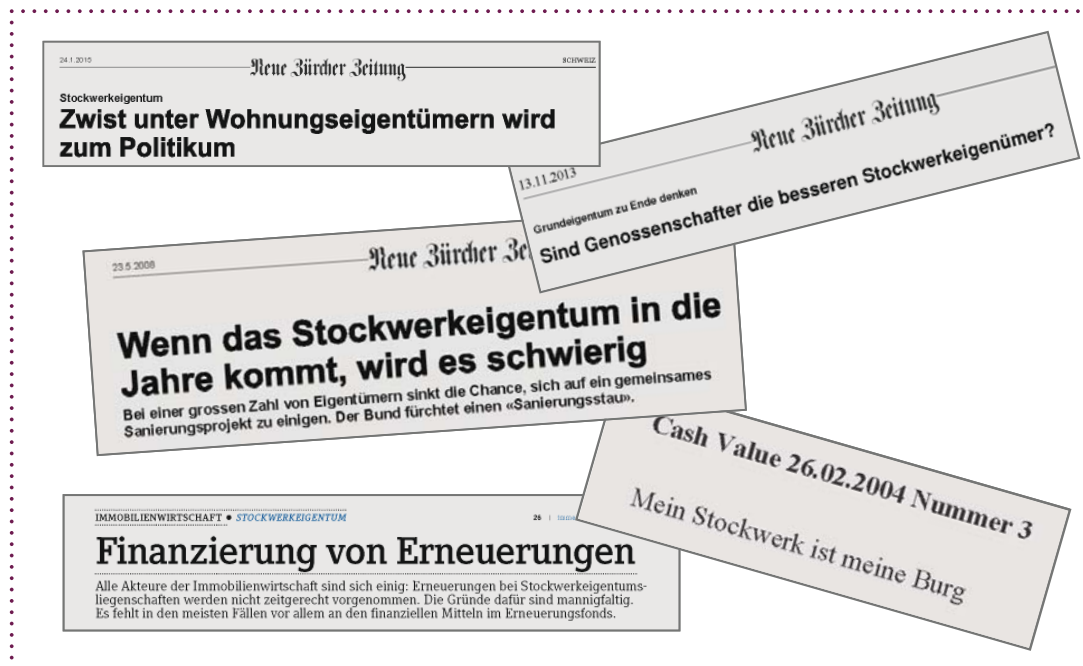 24.1.2015 Neue Zürcher Zeitung SCHWEIZ
Stockwerkeigentum
Zwist unter Wohnungseigentümern wird
zum Politikum
Neue Zürcher Zeitung
13.11.2013
Grundeigentum zu Ende denken
Sind Genossenschafter die besseren Stockwerkeigenümer?
23.5.2008 Neue Zürcher
Wenn das Stockwerkeigentum in die
Jahre kommt, wird es schwierig
Bei einer grossen Zahl von Eigentümern sinkt die Chance, sich auf ein gemeinsames
Sanierungsprojekt zu einigen. Der Bund fürchtet einen «Sanierungsstau».
Cash Value 26.02.2004 Nummer 3
Mein Stockwerk ist meine Burg
IMMOBILIENWIRTSCHAFT ● STOCKWERKEIGENTUM 26 |
Finanzierung von Erneuerungen
Alle Akteure der Immobilienwirtschaft sind sich einig: Erneuerungen bei Stockwerkeigentums-
liegenschaften werden nicht zeitgerecht vorgenommen. Die Gründe dafür sind mannigfaltig.
Es fehlt in den meisten Fällen vor allem an den finanziellen Mitteln im Erneuerungsfonds.